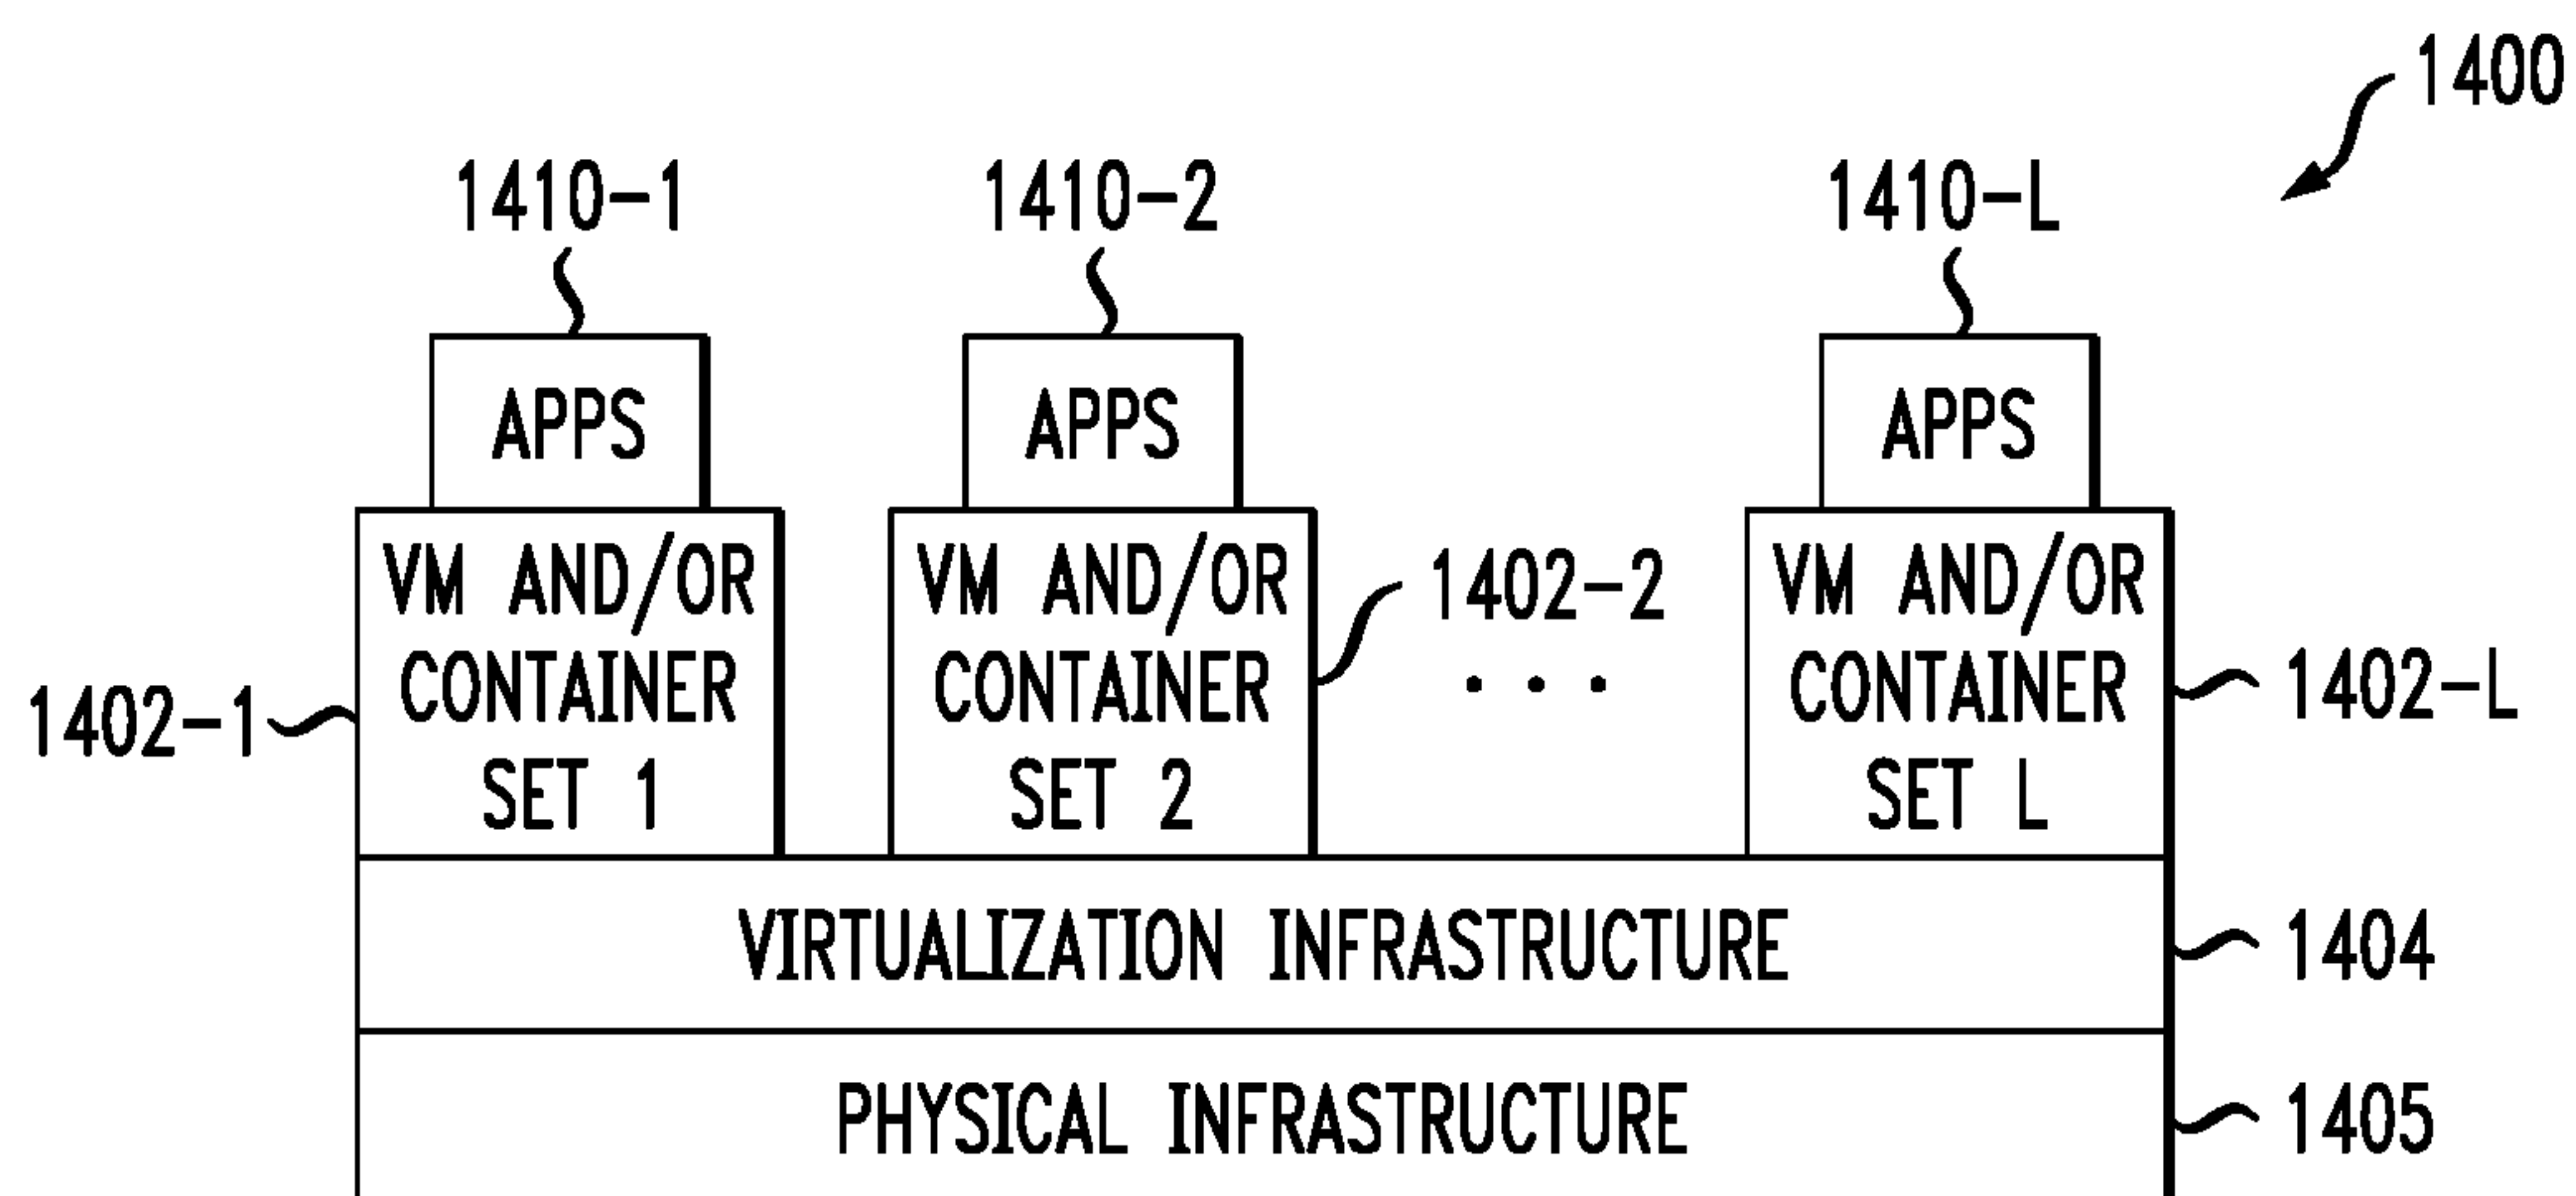 1400
1410-1 1410-2 1410-L
APPS APPS APPS
VM AND/OR CONTAINER SET 1
VM AND/OR CONTAINER SET 2
VM AND/OR CONTAINER SET L
1402-1
1402-2
...
1402-L
VIRTUALIZATION INFRASTRUCTURE
1404
PHYSICAL INFRASTRUCTURE
1405